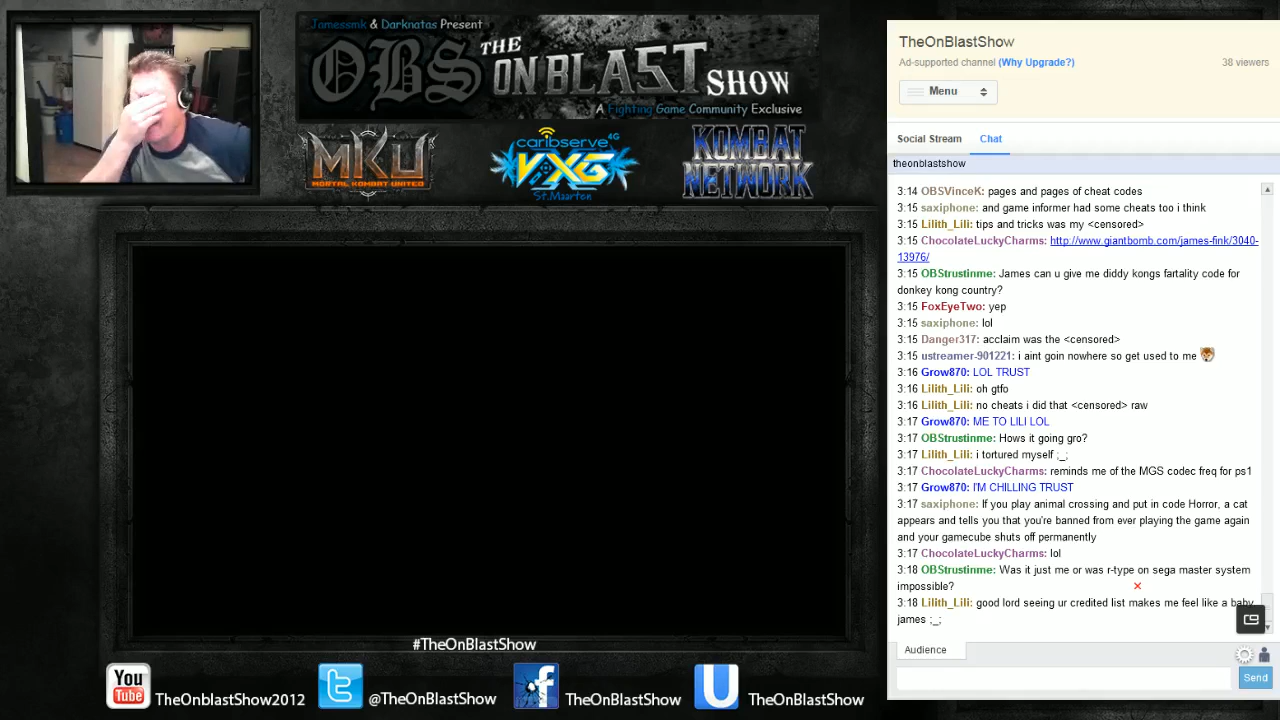 Jamessmk & Darknatas Present
OBS THE ON BLAST SHOW
A Fighting Game Community Exclusive
MKU
MORTAL KOMBAT UNITED
caribserve 4G
VXG
St.Maarten
KOMBAT
NETWORK
#TheOnBlastShow
You
Tube
TheOnblastShow2012
@TheOnBlastShow
TheOnBlastShow
TheOnBlastShow
TheOnBlastShow
Ad-supported channel (Why Upgrade?) 38 viewers
Menu
Social Stream Chat
theonblastshow
3:14 OBSVinceK: pages and pages of cheat codes
3:15 saxiphone: and game informer had some cheats too i think
3:15 Lilith_Lili: tips and tricks was my <censored>
3:15 ChocolateLuckyCharms: http://www.giantbomb.com/james-fink/3040-
13976/
3:15 OBStrustinme: James can u give me diddy kongs fartality code for
donkey kong country?
3:15 FoxEyeTwo: yep
3:15 saxiphone: lol
3:15 Danger317: acclaim was the <censored>
3:15 ustreamer-901221: i aint goin nowhere so get used to me
3:16 Grow870: LOL TRUST
3:16 Lilith_Lili: oh gtfo
3:16 Lilith_Lili: no cheats i did that <censored> raw
3:17 Grow870: ME TO LILI LOL
3:17 OBStrustinme: Hows it going gro?
3:17 Lilith_Lili: i tortured myself ;_;
3:17 ChocolateLuckyCharms: reminds me of the MGS codec freq for ps1
3:17 Grow870: I'M CHILLING TRUST
3:17 saxiphone: If you play animal crossing and put in code Horror, a cat
appears and tells you that you're banned from ever playing the game again
and your gamecube shuts off permanently
3:17 ChocolateLuckyCharms: lol
3:18 OBStrustinme: Was it just me or was r-type on sega master system
impossible?
3:18 Lilith_Lili: good lord seeing ur credited list makes me feel like a baby
james ;_;
Audience
Send